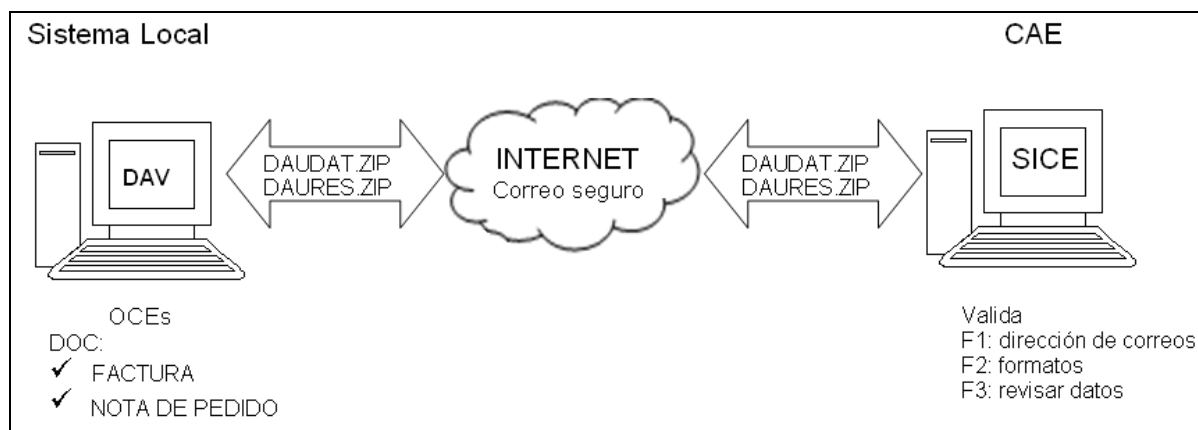 Sistema Local
CAE
DAV
DAUDAT.ZIP
DAURES.ZIP
INTERNET
Correo seguro
DAUDAT.ZIP
DAURES.ZIP
SICE
OCEs
DOC:
✓ FACTURA
✓ NOTA DE PEDIDO
Valida
F1: dirección de correos
F2: formatos
F3: revisar datos